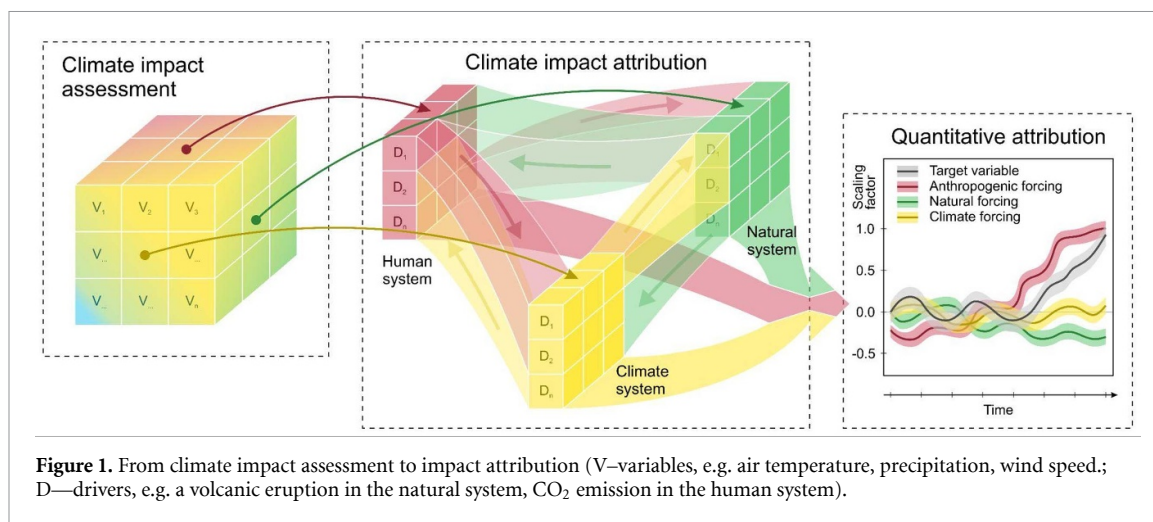 Climate impact
assessment
V1 V2 V3
V... V...
V... V... Vn
Climate impact attribution
D1
D2
Dn
Human
system
D1
D2
Dn
Natural
system
D1
D2
Dn
Climate
system
Quantitative attribution
Scaling
factor
Target variable
Anthropogenic forcing
Natural forcing
Climate forcing
1.0
0.5
0.0
-0.5
Time
Figure 1. From climate impact assessment to impact attribution (V–variables, e.g. air temperature, precipitation, wind speed.;
D—drivers, e.g. a volcanic eruption in the natural system, CO2 emission in the human system).